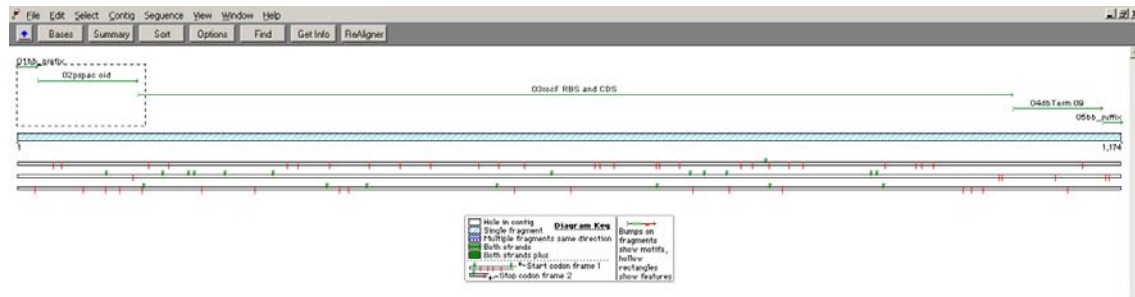 File Edit Select Contig Sequence View Window Help
Bases Summary Sort Options Find Get Info ReAligner
01bb_prefix
02pspac oid
03rocF RBS and CDS
04dbTerm 09
05bb_suffix
1
1,174
Hole in contig
Diagram Key
Single fragment
Multiple fragments same direction
Both strands
Both strands plus
Start codon frame 1
Stop codon frame 2
Bumps on
fragments
show motifs,
hollow
rectangles
show features